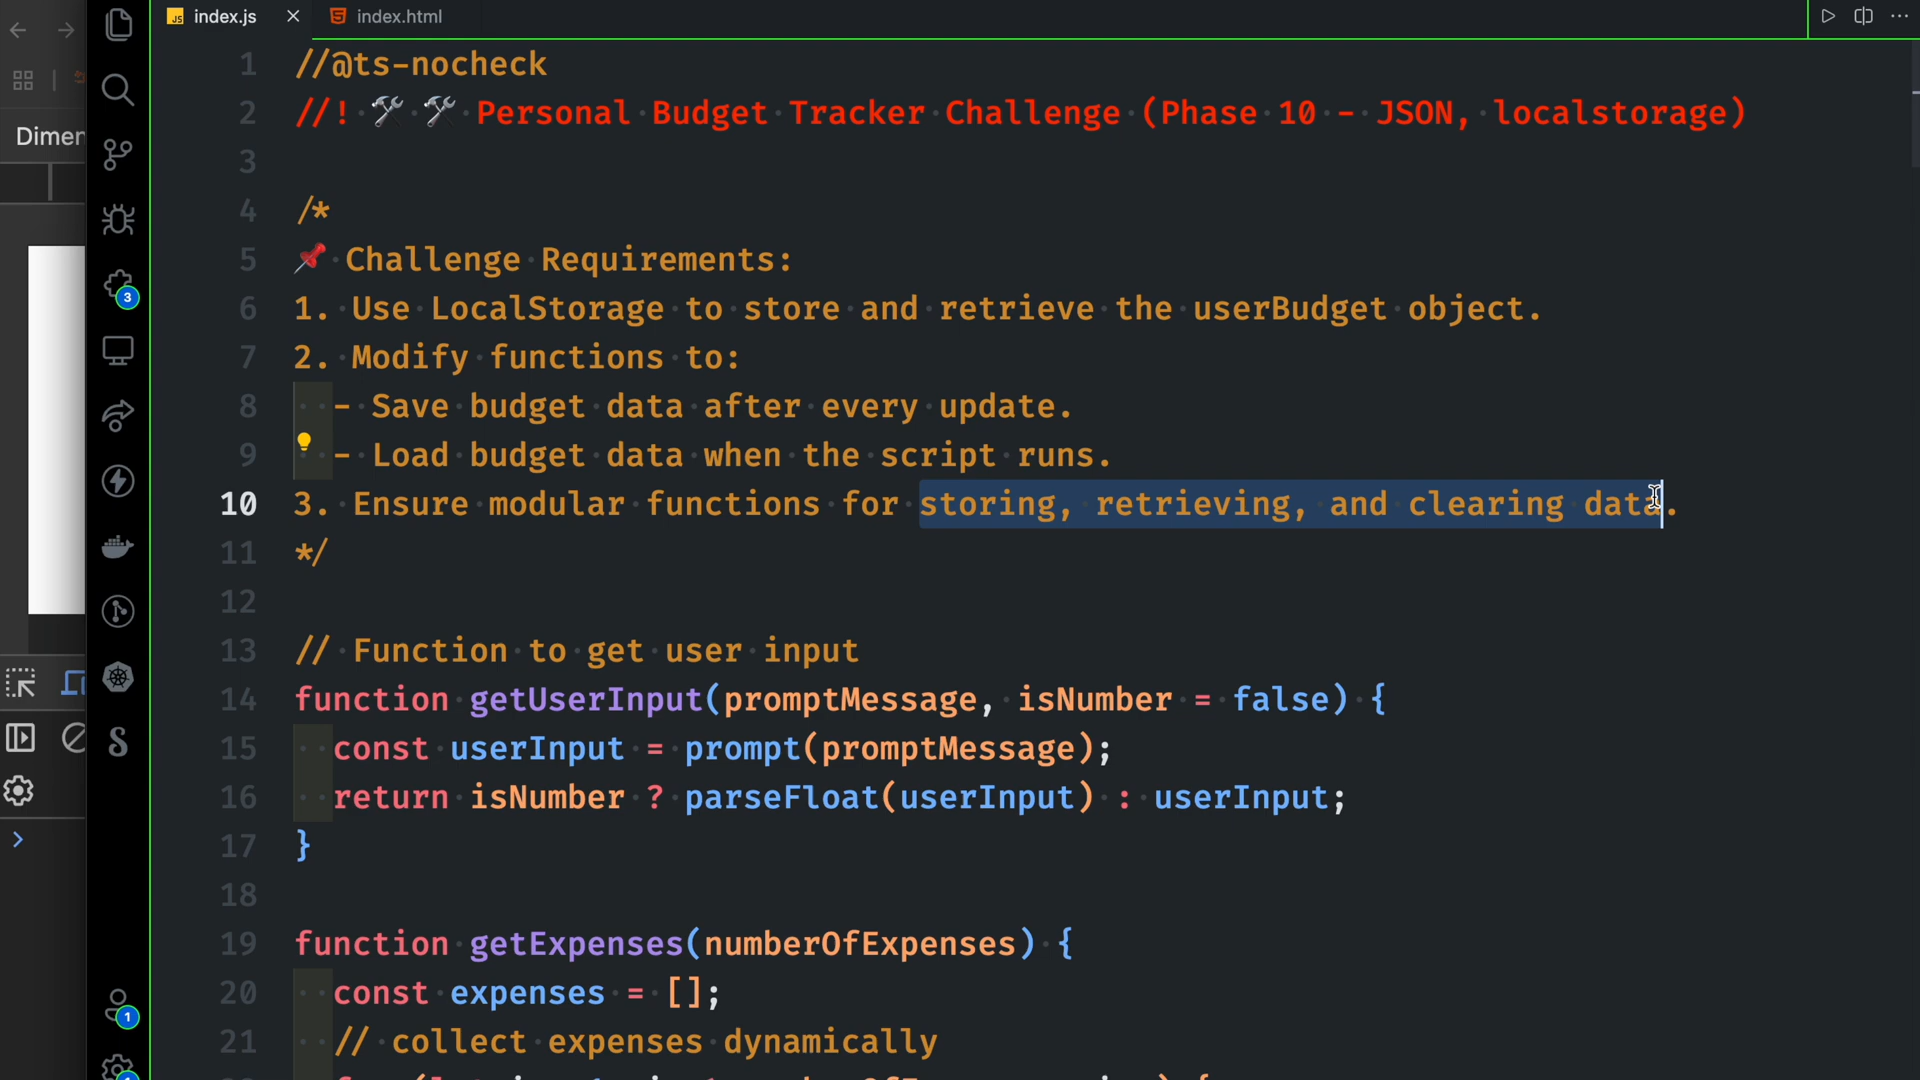 index.js
index.html
Dimen
1 //@ts-nocheck
2 //! 🛠 🛠 Personal Budget Tracker Challenge (Phase 10 - JSON, localstorage)
3
4 /*
5 📌 Challenge Requirements:
6 1. Use LocalStorage to store and retrieve the userBudget object.
7 2. Modify functions to:
8 - Save budget data after every update.
9 - Load budget data when the script runs.
10 3. Ensure modular functions for storing, retrieving, and clearing data.
11 */
12
13 // Function to get user input
14 function getUserInput(promptMessage, isNumber = false) {
15 const userInput = prompt(promptMessage);
16 return isNumber ? parseFloat(userInput) : userInput;
17 }
18
19 function getExpenses(numberOfExpenses) {
20 const expenses = [];
21 // collect expenses dynamically
3
1